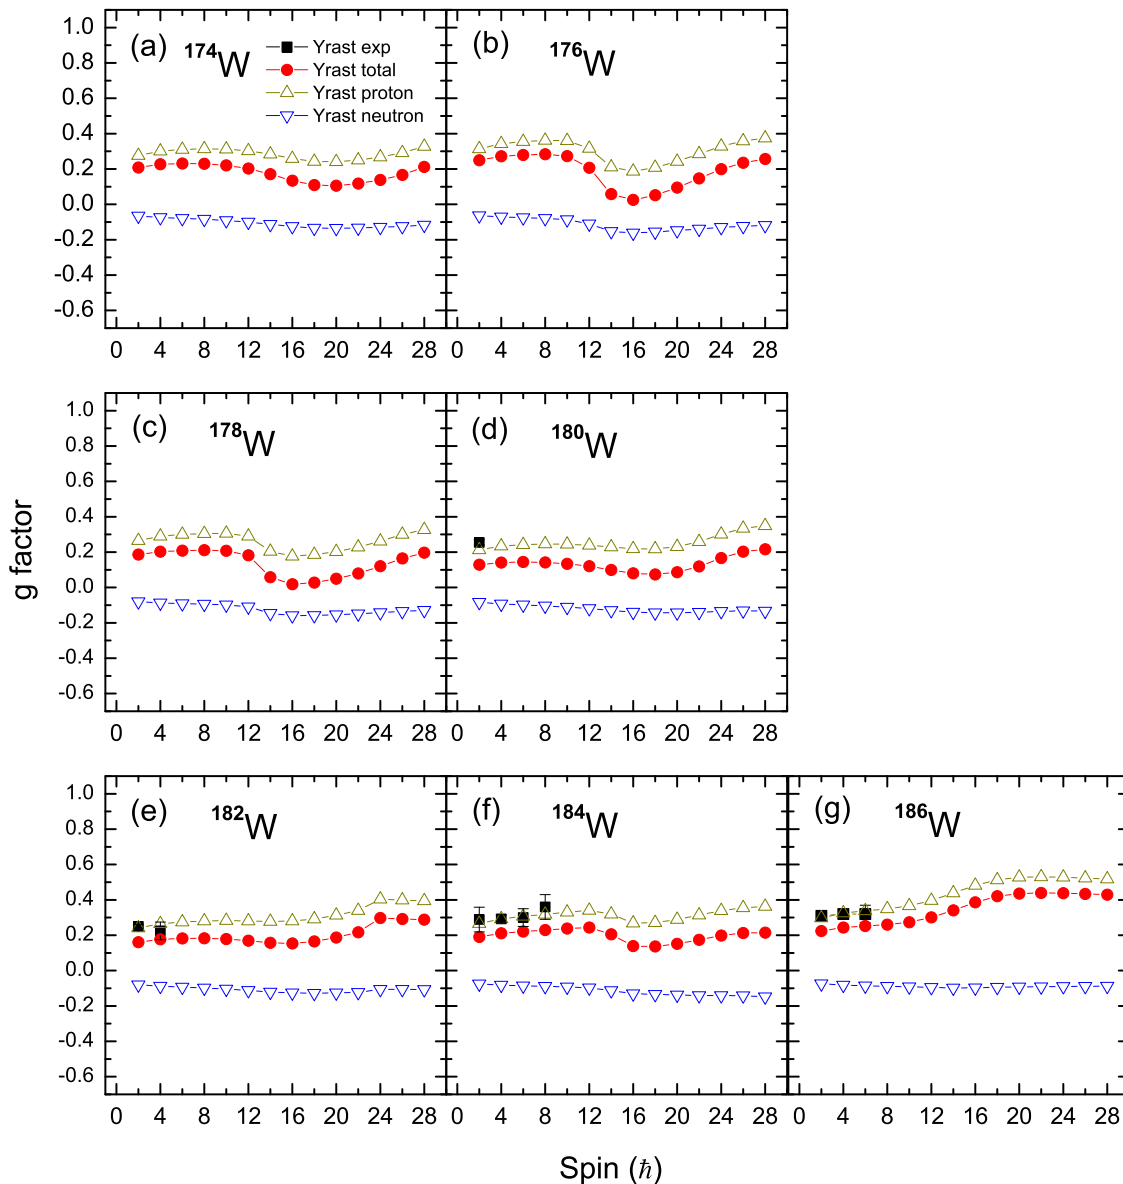 (a) ¹⁷⁴W
Yrast exp
Yrast total
Yrast proton
Yrast neutron
(b) ¹⁷⁶W
1.0
0.8
0.6
0.4
0.2
0.0
-0.2
-0.4
-0.6
0 4 8 12 16 20 24 28
0 4 8 12 16 20 24 28
(c) ¹⁷⁸W
(d) ¹⁸⁰W
1.0
0.8
0.6
0.4
0.2
0.0
-0.2
-0.4
-0.6
0 4 8 12 16 20 24 28
0 4 8 12 16 20 24 28
g factor
(e) ¹⁸²W
(f) ¹⁸⁴W
(g) ¹⁸⁶W
1.0
0.8
0.6
0.4
0.2
0.0
-0.2
-0.4
-0.6
0 4 8 12 16 20 24 28
0 4 8 12 16 20 24 28
0 4 8 12 16 20 24 28
Spin (ℏ)